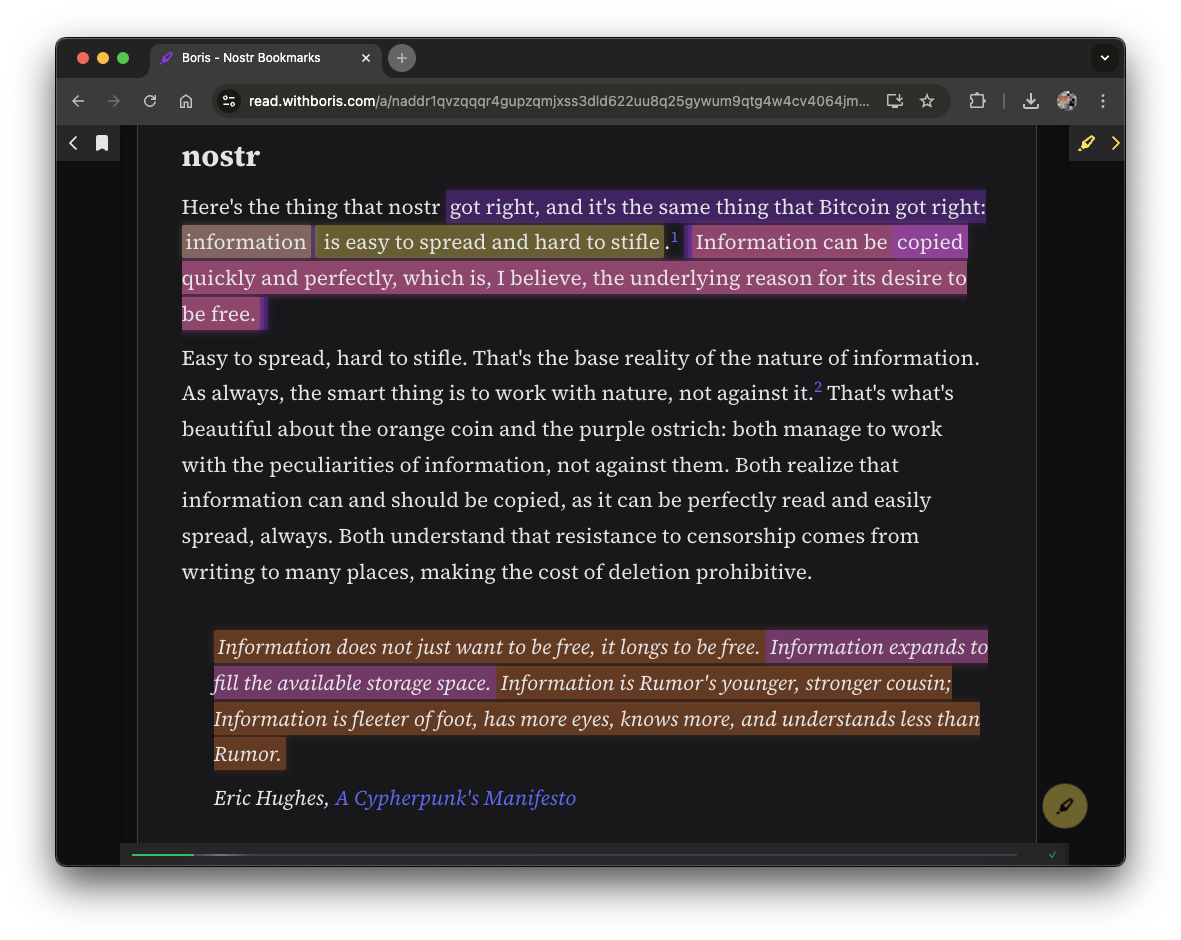 Boris - Nostr Bookmarks
read.withboris.com/a/naddr1qvzqqqr4gupzqmjxss3dld622uu8q25gywum9qtg4w4cv4064jm...
nostr
Here's the thing that nostr got right, and it's the same thing that Bitcoin got right:
information is easy to spread and hard to stifle.1 Information can be copied
quickly and perfectly, which is, I believe, the underlying reason for its desire to
be free.
Easy to spread, hard to stifle. That's the base reality of the nature of information.
As always, the smart thing is to work with nature, not against it.2 That's what's
beautiful about the orange coin and the purple ostrich: both manage to work
with the peculiarities of information, not against them. Both realize that
information can and should be copied, as it can be perfectly read and easily
spread, always. Both understand that resistance to censorship comes from
writing to many places, making the cost of deletion prohibitive.
Information does not just want to be free, it longs to be free. Information expands to
fill the available storage space. Information is Rumor's younger, stronger cousin;
Information is fleeter of foot, has more eyes, knows more, and understands less than
Rumor.
Eric Hughes, A Cypherpunk's Manifesto